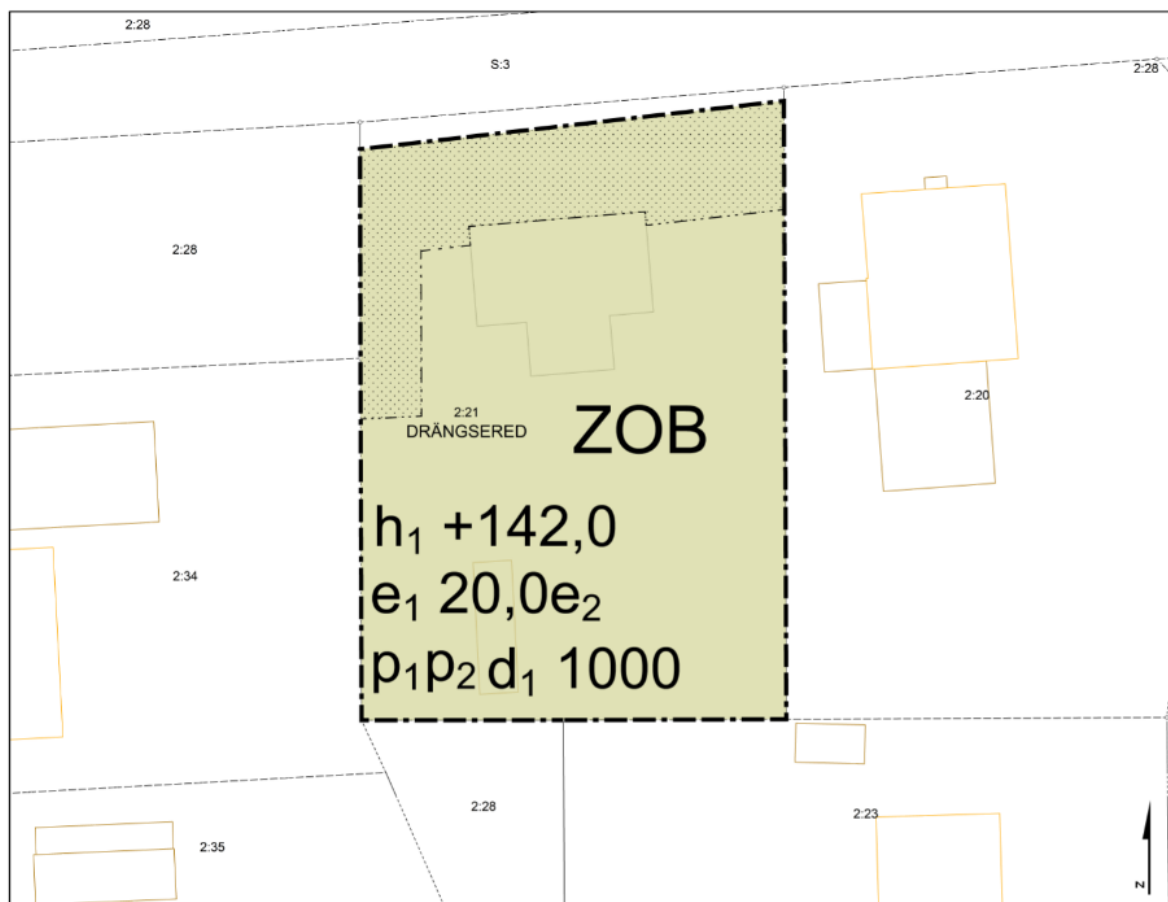 2:28
S:3
2:28
2:28
2:20
2:21
DRÄNGSERED
ZOB
h₁ +142,0
2:34
e₁ 20,0e₂
p₁p₂ d₁ 1000
2:28
2:23
2:35
N